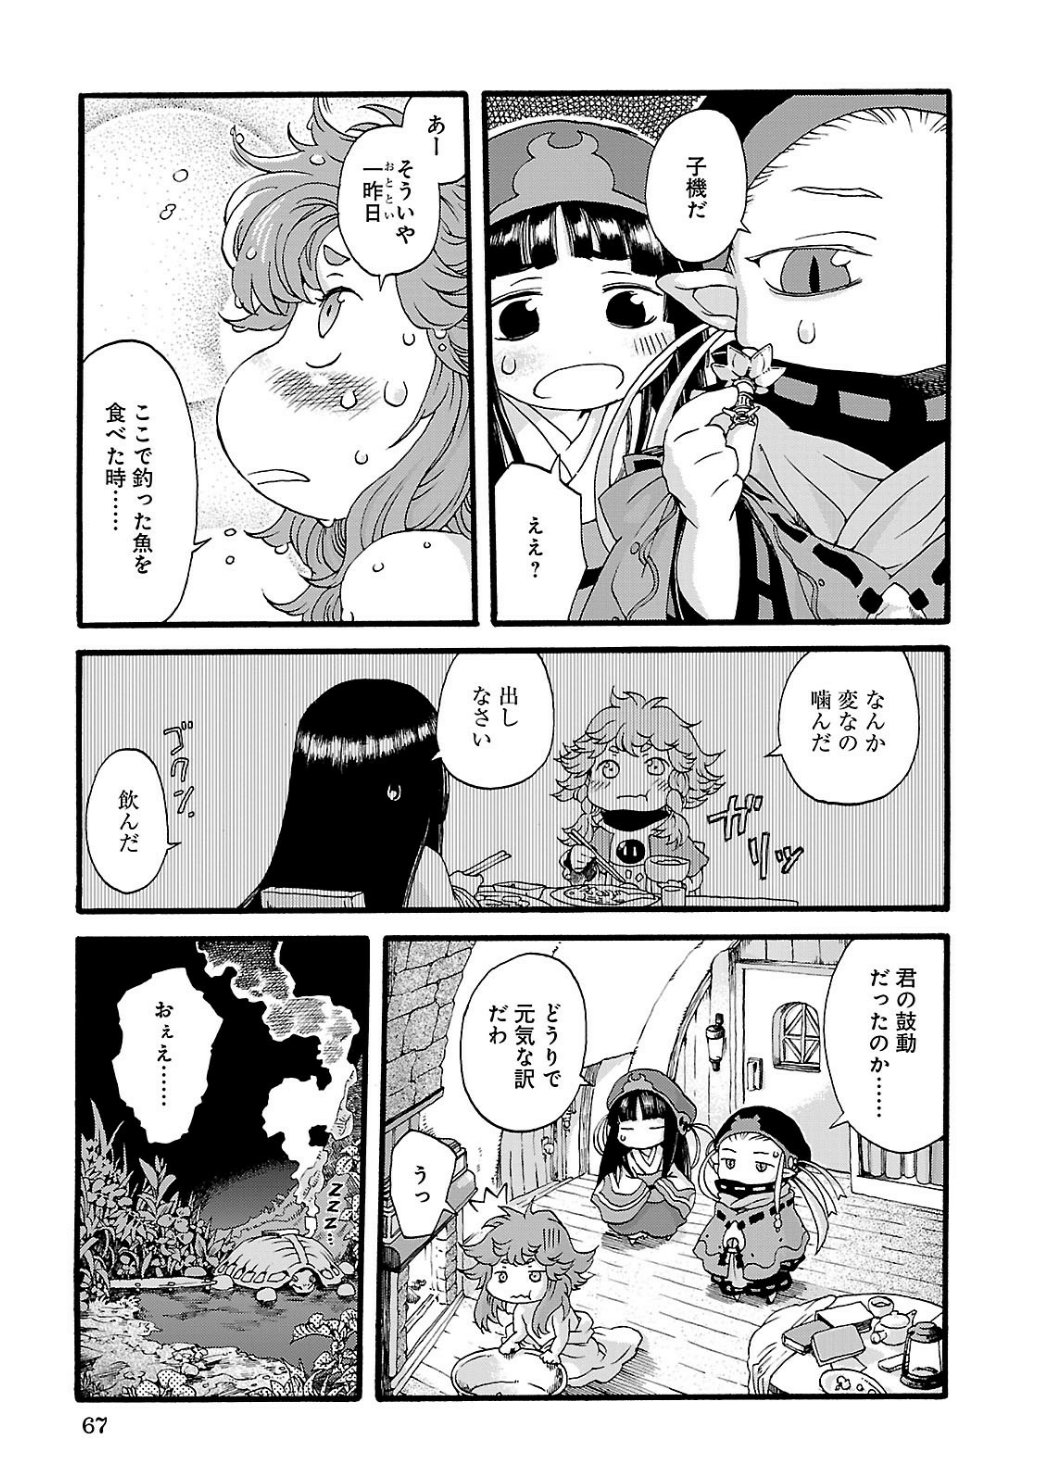 子機だ
ええ？
あー
そういや
一昨日
おととい
ここで釣った魚を
食べた時……
なんか
変なの
噛んだ
ガリッ
出し
なさい
ゴクン.
飲んだ
君の鼓動
だったのか……
どうりで
元気な訳
だわ
うっ
おぇえ……
NNNN…
67